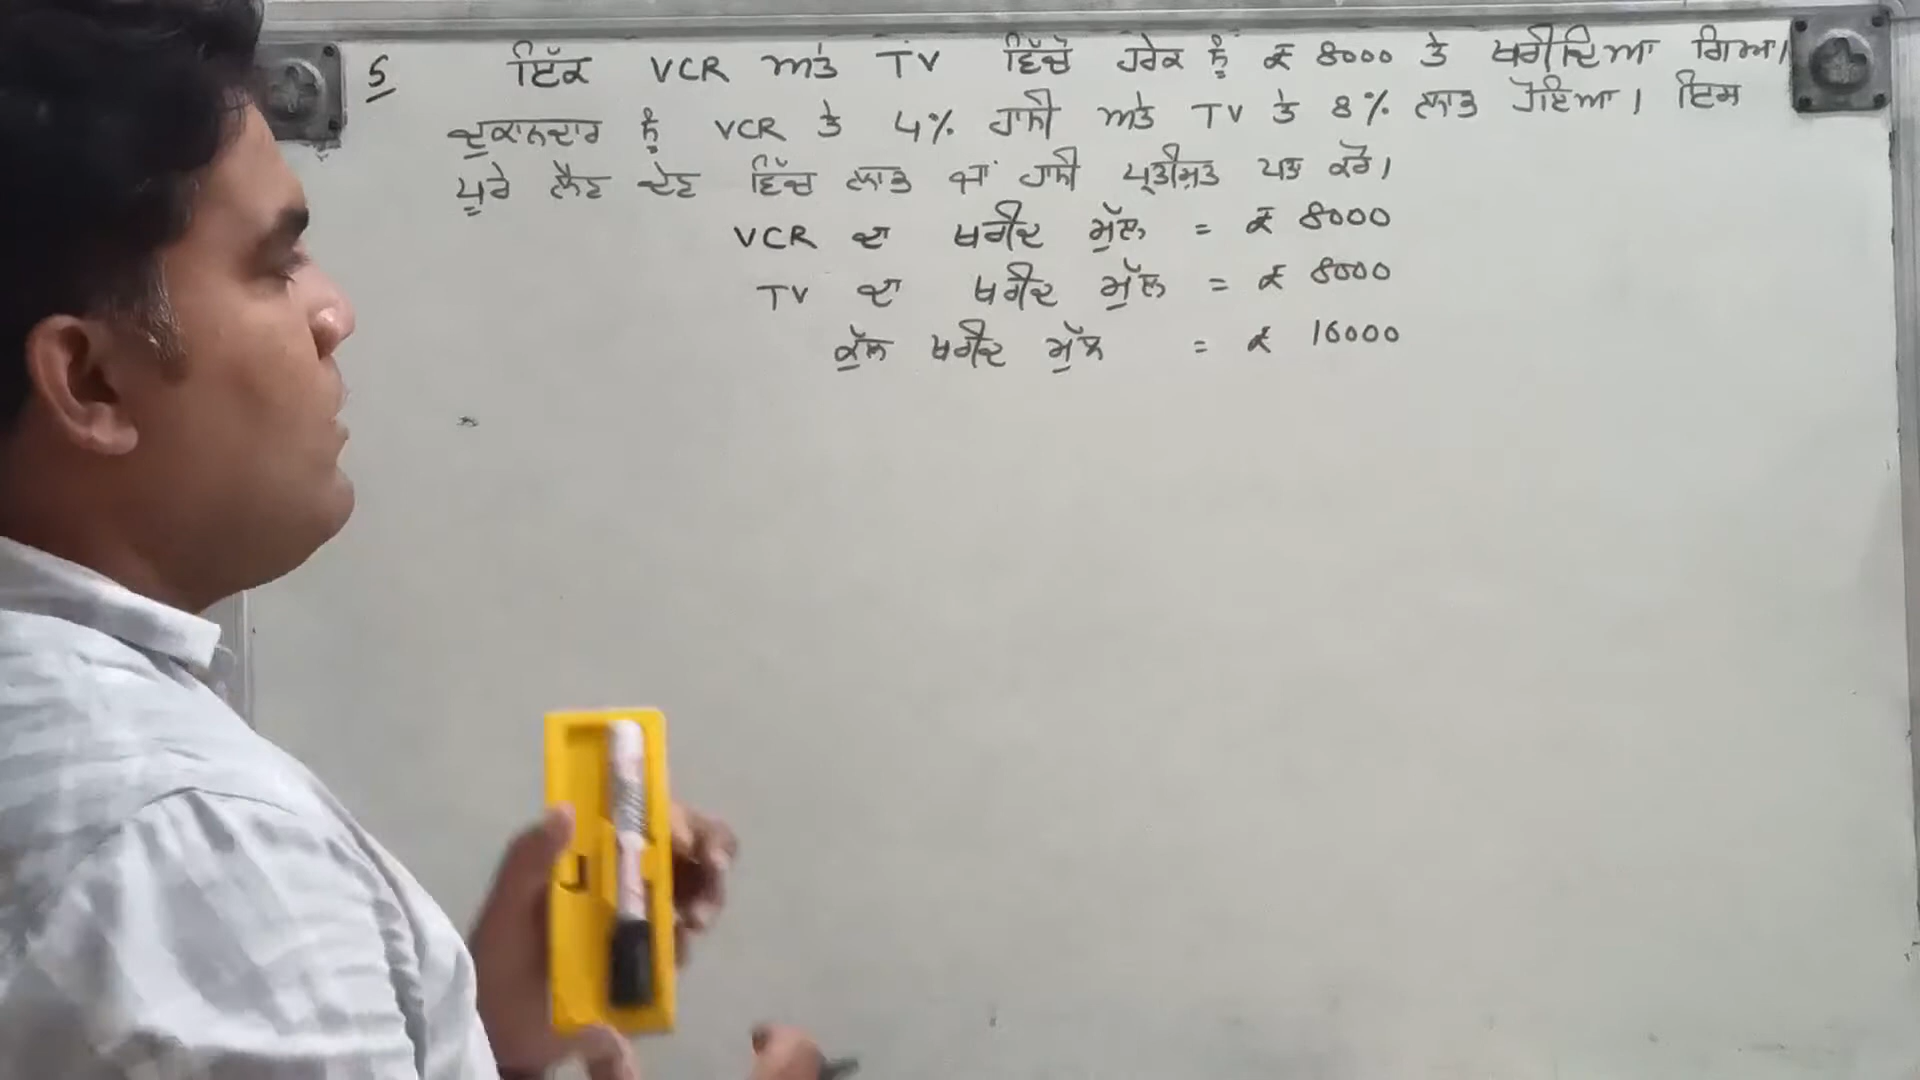 5 ਇੱਕ VCR ਅਤੇ TV ਵਿੱਚੋਂ ਹਰੇਕ ਨੂੰ ₹ 8000 ਤੇ ਖਰੀਦਿਆ ਗਿਆ।
ਦੁਕਾਨਦਾਰ ਨੂੰ VCR ਤੇ 4% ਹਾਨੀ ਅਤੇ TV ਤੇ 8% ਲਾਭ ਹੋਇਆ। ਇਸ
ਪੂਰੇ ਲੈਣ ਦੇਣ ਵਿੱਚ ਲਾਭ ਜਾਂ ਹਾਨੀ ਪ੍ਰਤੀਸ਼ਤ ਪਤਾ ਕਰੋ।
VCR ਦਾ ਖਰੀਦ ਮੁੱਲ = ₹ 8000
TV ਦਾ ਖਰੀਦ ਮੁੱਲ = ₹ 8000
ਕੁੱਲ ਖਰੀਦ ਮੁੱਲ = ₹ 16000